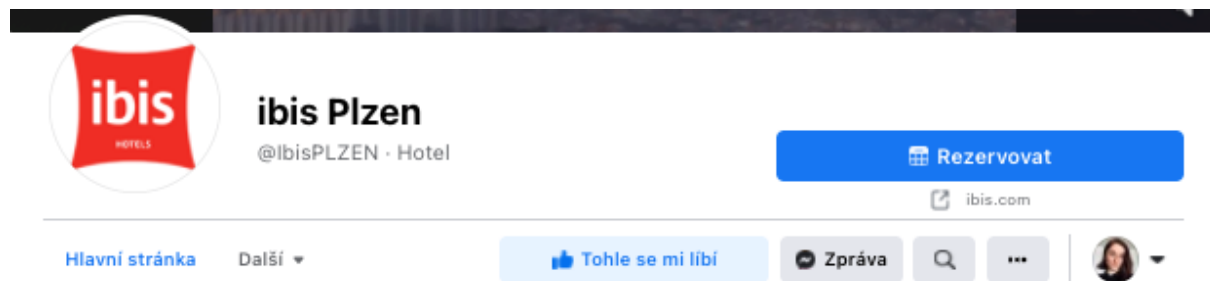 ibis
HOTELS
ibis Plzen
@IbisPLZEN · Hotel
Rezervovat
ibis.com
Hlavní stránka
Další
Tohle se mi líbí
Zpráva